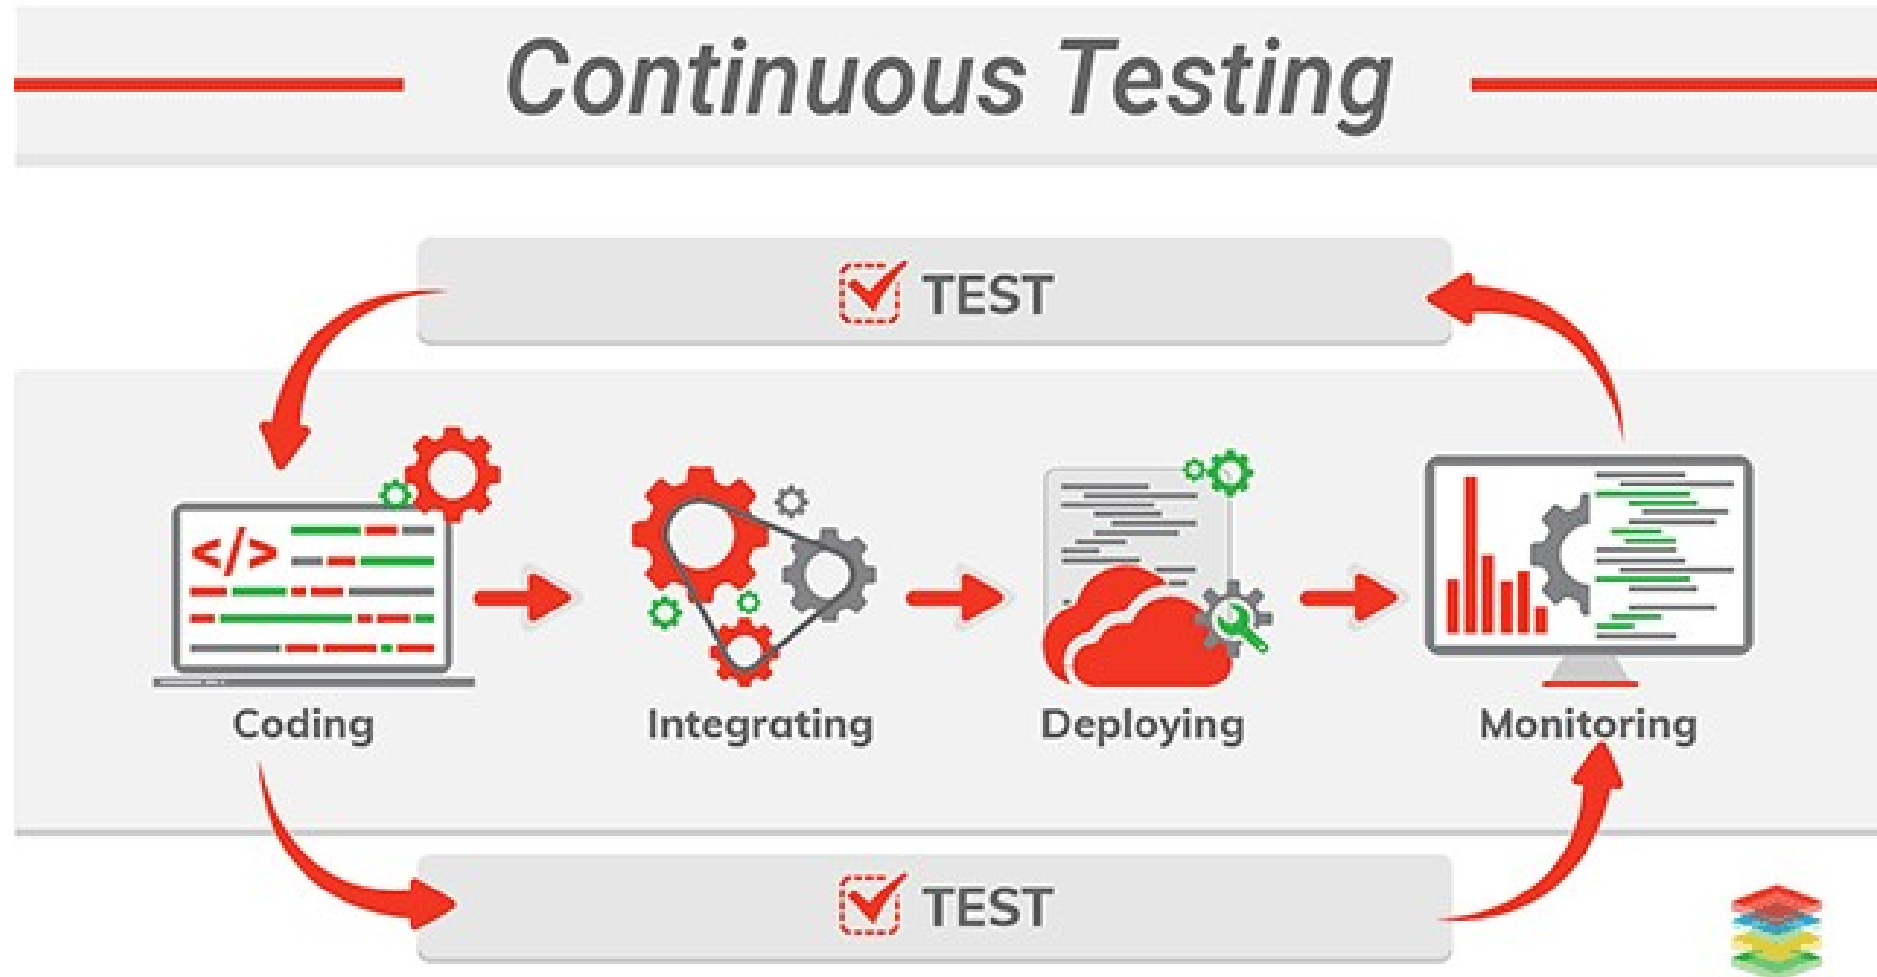 Continuous Testing
TEST
</>
Coding
Integrating
Deploying
Monitoring
TEST